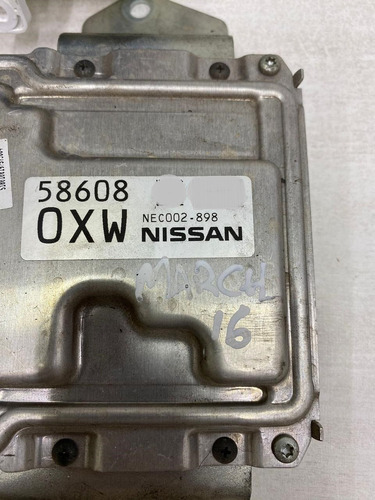 58608
0XW NEC002-898
NISSAN
MARCH
16